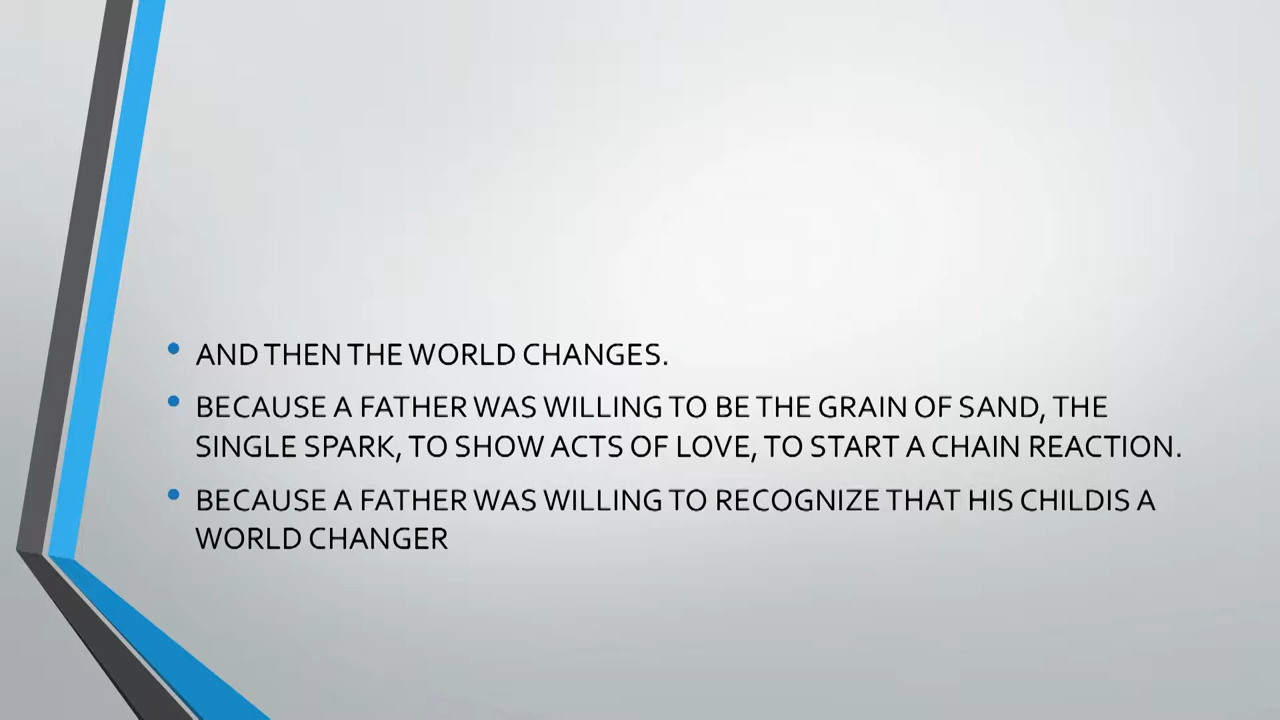 • AND THEN THE WORLD CHANGES.
• BECAUSE A FATHER WAS WILLING TO BE THE GRAIN OF SAND, THE
SINGLE SPARK, TO SHOW ACTS OF LOVE, TO START A CHAIN REACTION.
• BECAUSE A FATHER WAS WILLING TO RECOGNIZE THAT HIS CHILDIS A
WORLD CHANGER